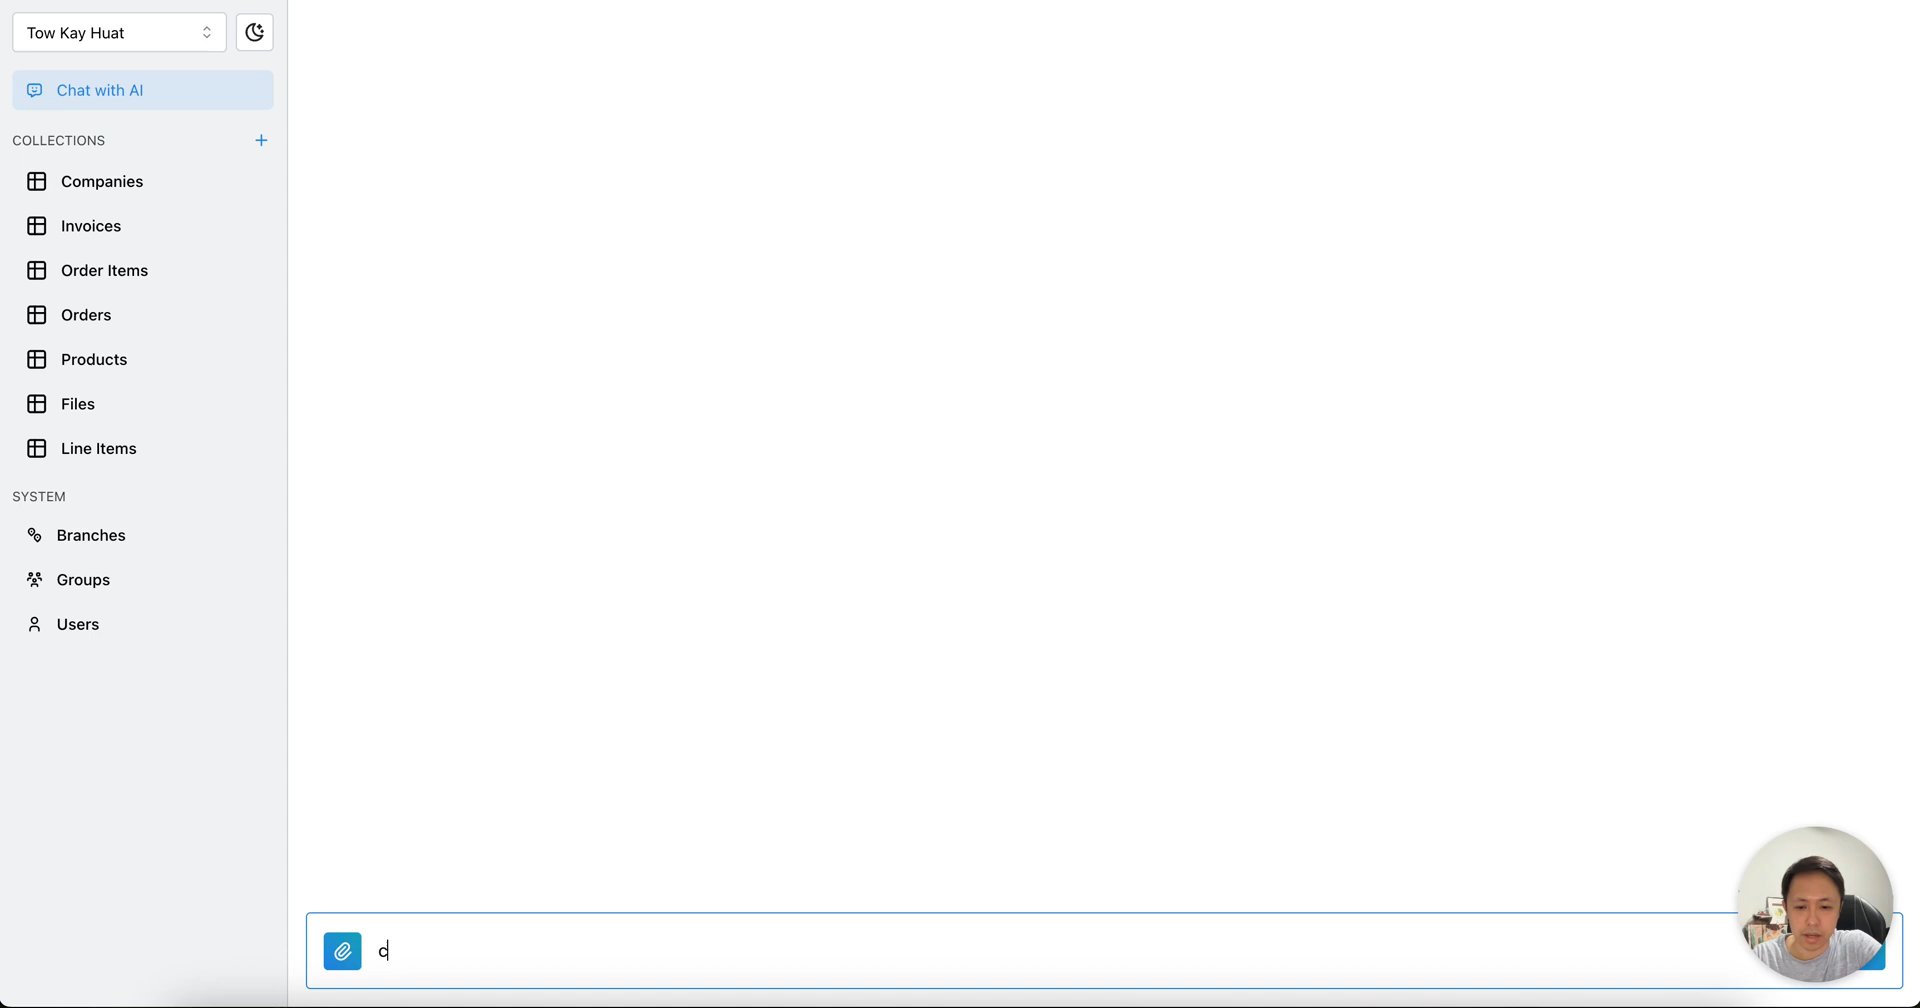 Tow Kay Huat
Chat with AI
COLLECTIONS
Companies
Invoices
Order Items
Orders
Products
Files
Line Items
SYSTEM
Branches
Groups
Users
c